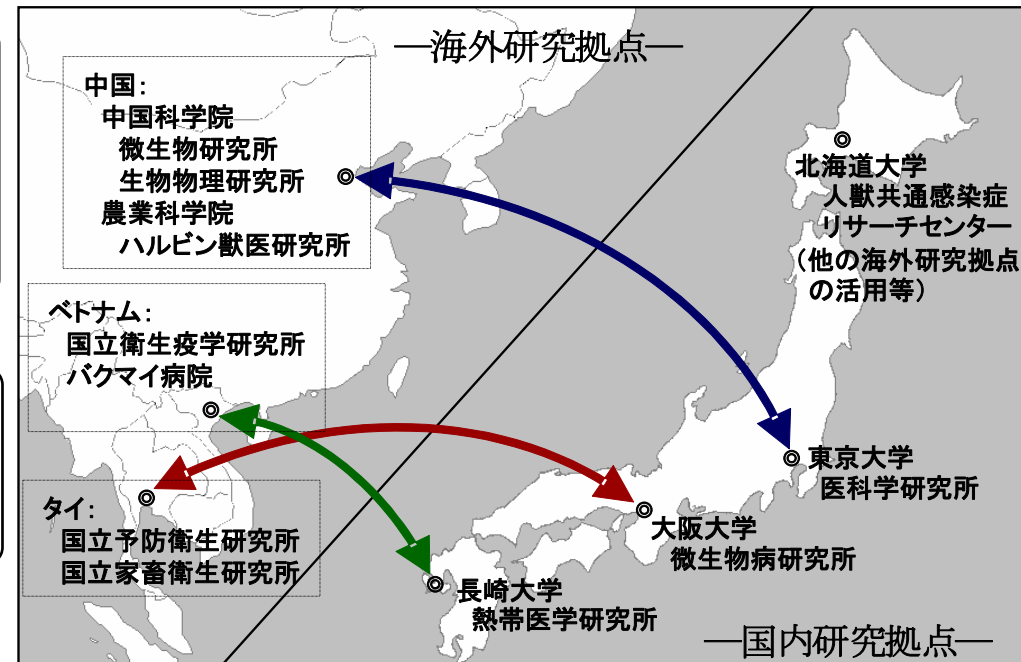 ―海外研究拠点―
中国：
中国科学院
微生物研究所
生物物理研究所
農業科学院
ハルビン獣医研究所
ベトナム：
国立衛生疫学研究所
バクマイ病院
タイ：
国立予防衛生研究所
国立家畜衛生研究所
北海道大学
人獣共通感染症
リサーチセンター
（他の海外研究拠点
の活用等）
東京大学
医科学研究所
大阪大学
微生物病研究所
長崎大学
熱帯医学研究所
―国内研究拠点―